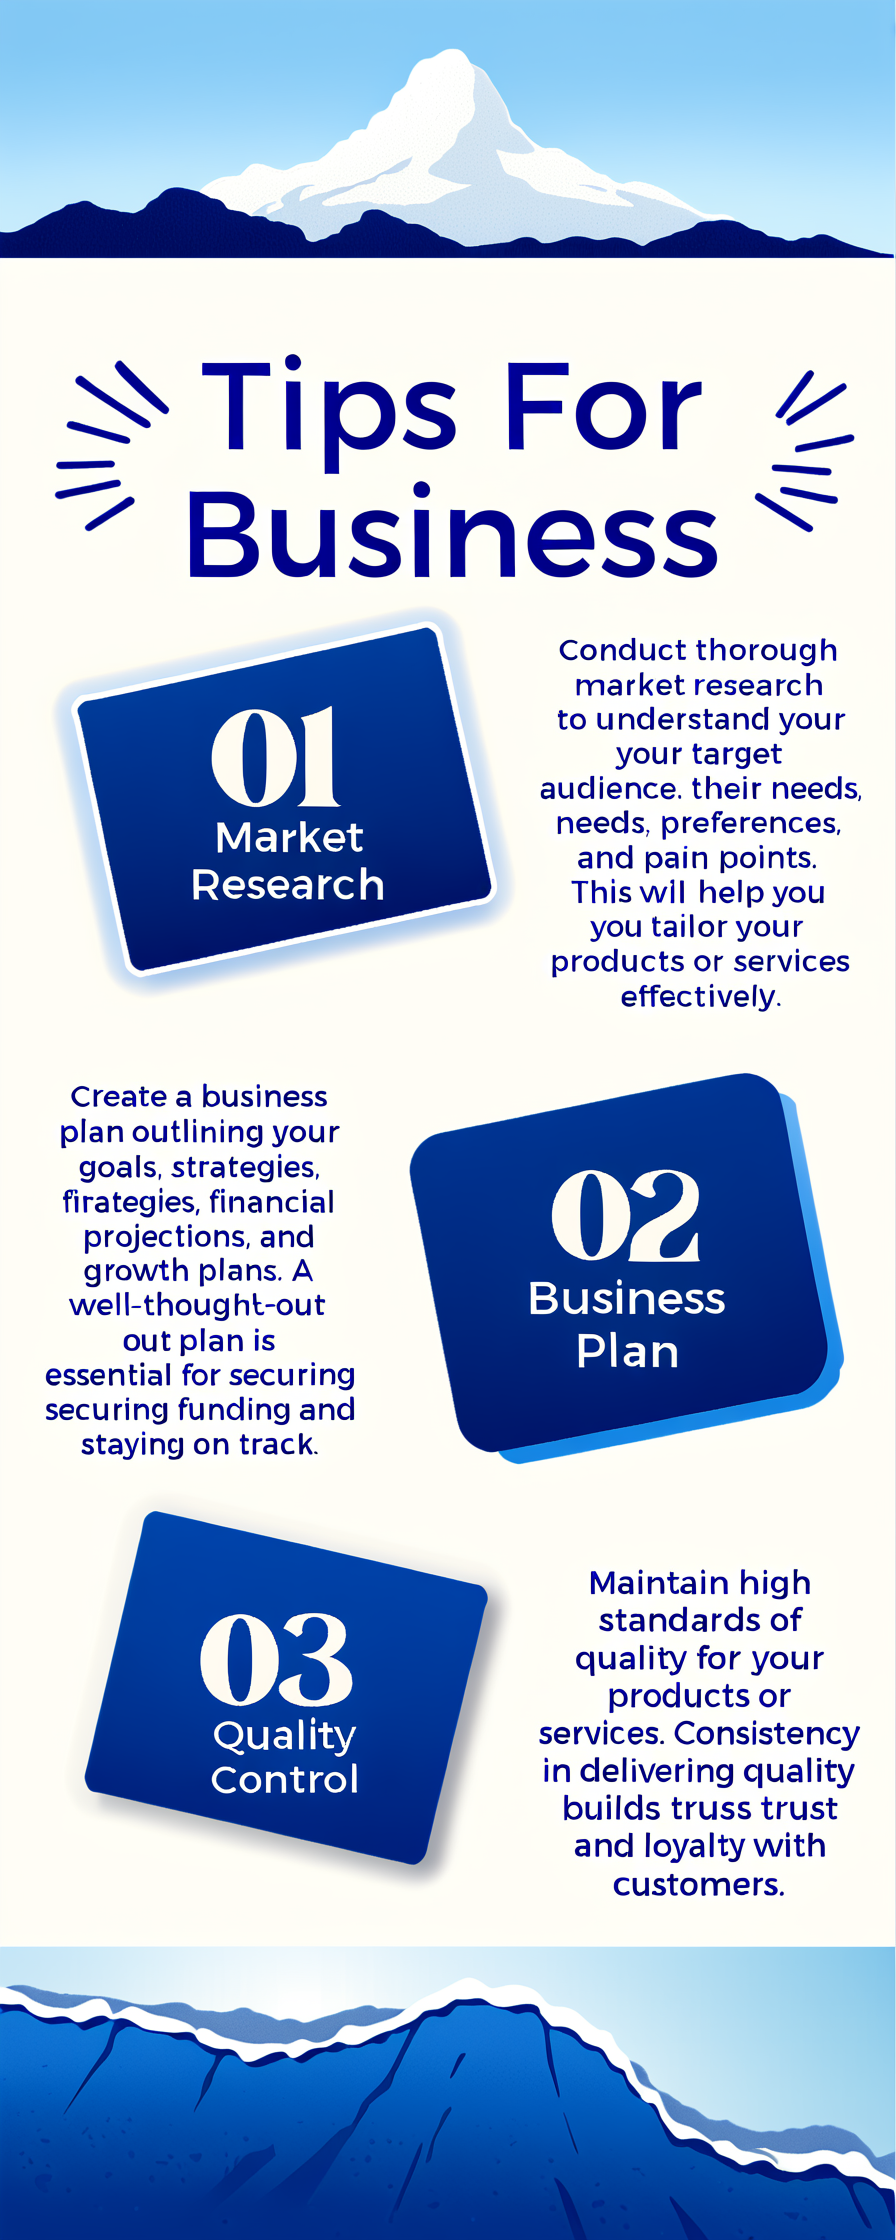 Tips For
Business
01
Market
Research
Conduct thorough
market research
to understand your
your target
audience. their needs,
needs, preferences,
and pain points.
This wil help you
you tailor your
products or services
effectively.
Create a business
plan outlining your
goals, strategies,
firategies, financial
projections, and
growth plans. A
well-thought-out
out plan is
essential for securing
securing funding and
staying on track.
02
Business
Plan
03
Quality
Control
Maintain high
standards of
quality for your
products or
services. Consistency
in delivering quality
builds truss trust
and loyalty with
customers.